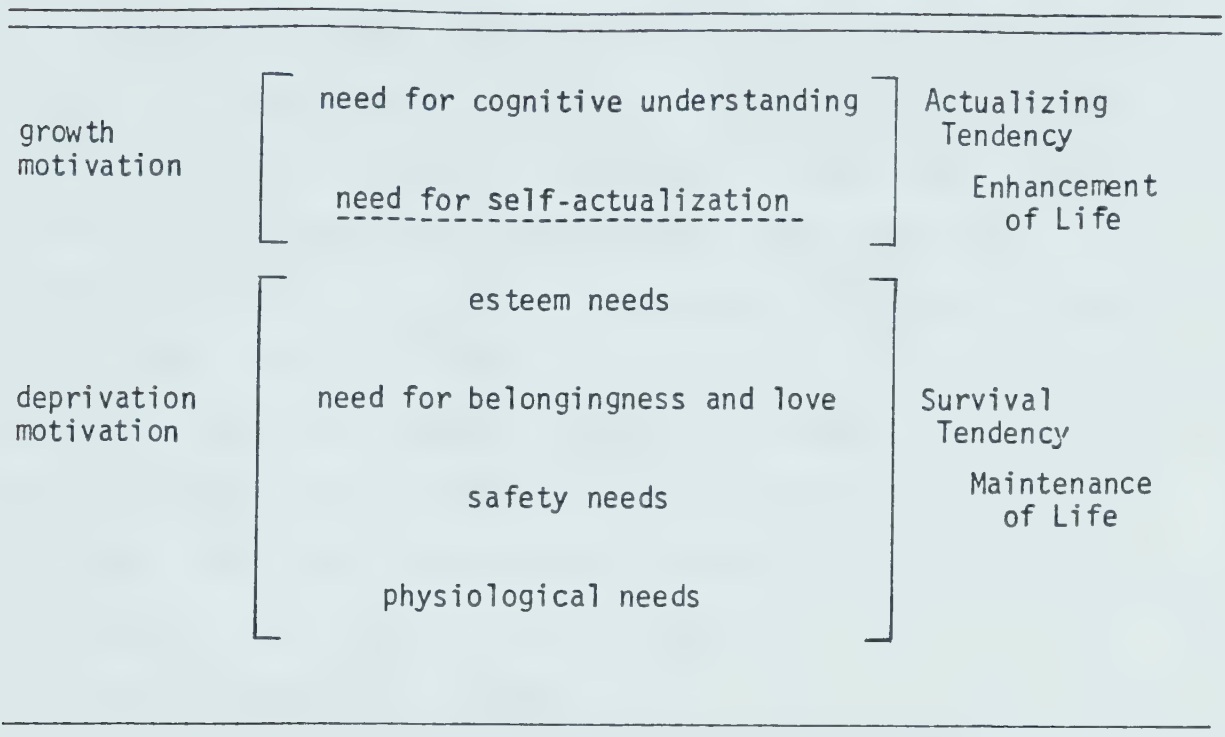 growth
motivation
need for cognitive understanding
need for self-actualization
Actualizing
Tendency
Enhancement
of Life
deprivation
motivation
esteem needs
need for belongingness and love
safety needs
physiological needs
Survival
Tendency
Maintenance
of Life